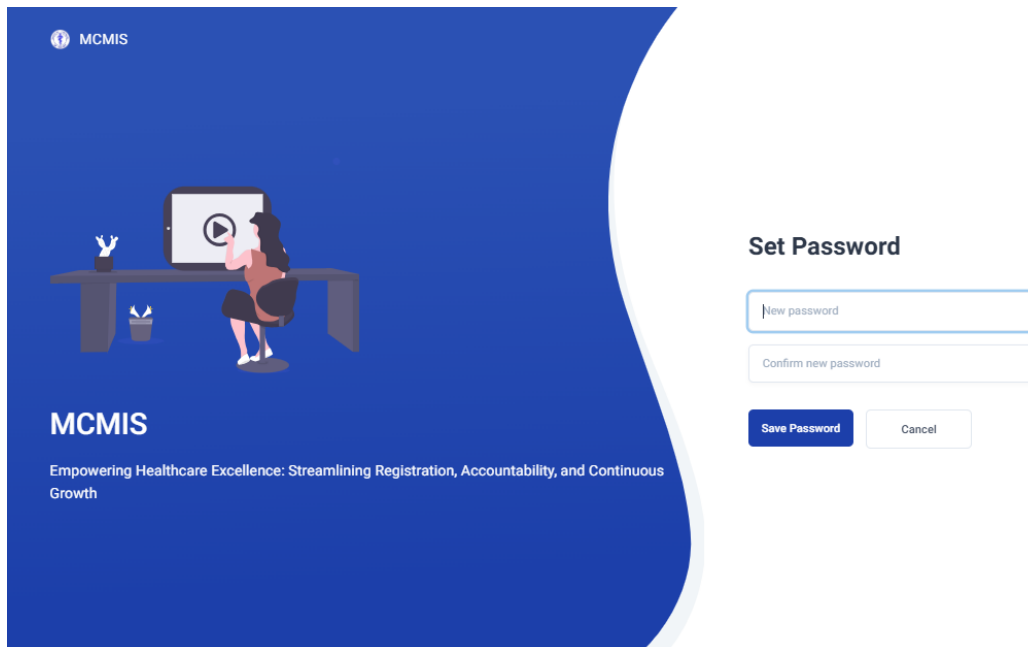 MCMIS
MCMIS
Empowering Healthcare Excellence: Streamlining Registration, Accountability, and Continuous
Growth
Set Password
New password
Confirm new password
Save Password
Cancel